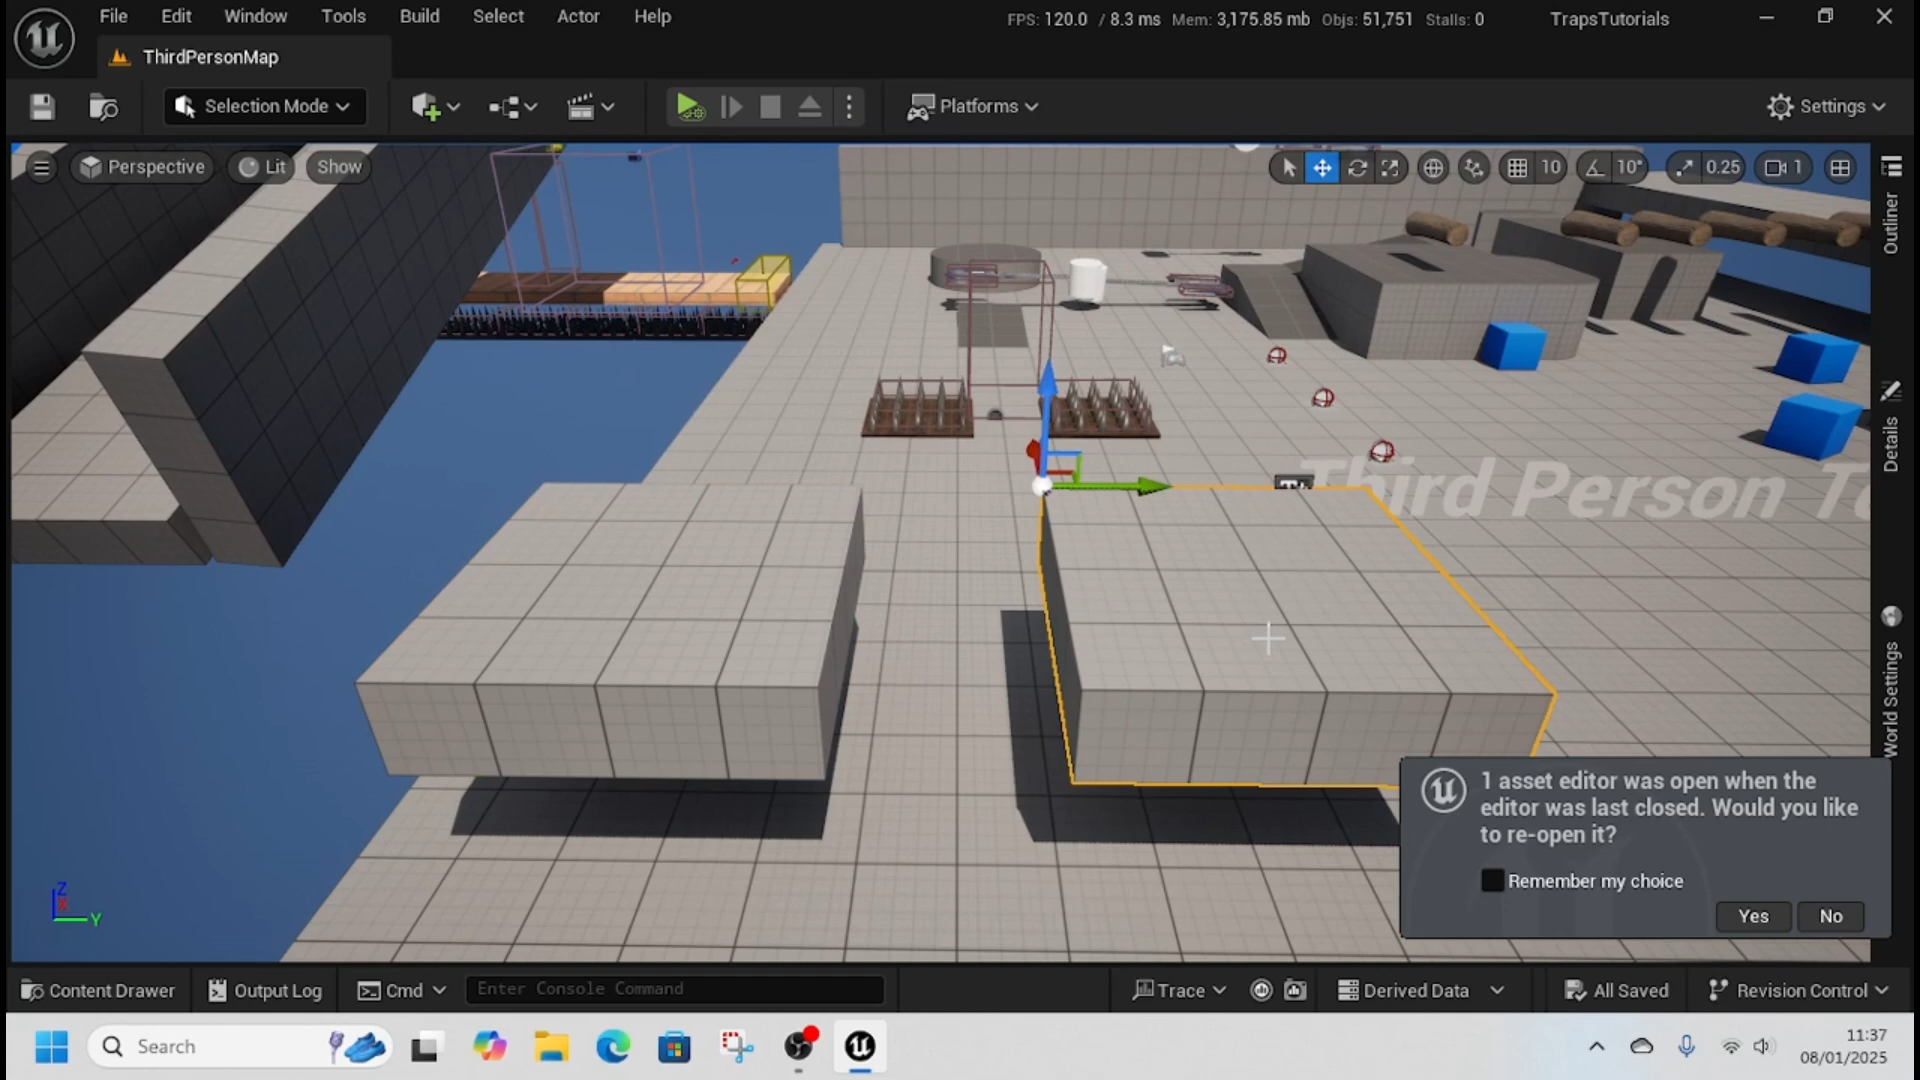 File Edit Window Tools Build Select Actor Help
FPS: 120.0 / 8.3 ms Mem: 3,175.85 mb Objs: 51,751 Stalls: 0
TrapsTutorials
ThirdPersonMap
Selection Mode
Platforms
Settings
Perspective Lit Show
10 10° 0.25 1
Outliner
Details
World Settings
Third Person Te
1 asset editor was open when the
editor was last closed. Would you like
to re-open it?
Remember my choice
Yes No
Z
X
Y
Content Drawer Output Log Cmd Enter Console Command
Trace Derived Data All Saved Revision Control
Search
11:37
08/01/2025